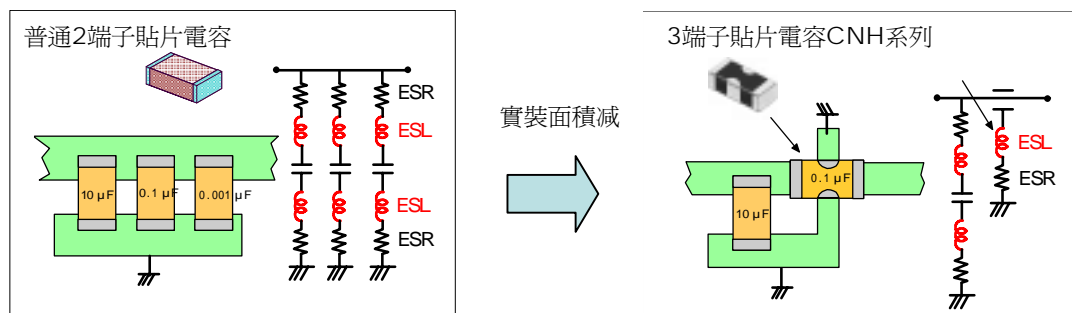 普通2端子貼片電容
ESR
ESL
ESL
ESR
10 μF
0.1 μF
0.001 μF
實裝面積减
3端子貼片電容CNH系列
0.1 μF
10 μF
ESL
ESR